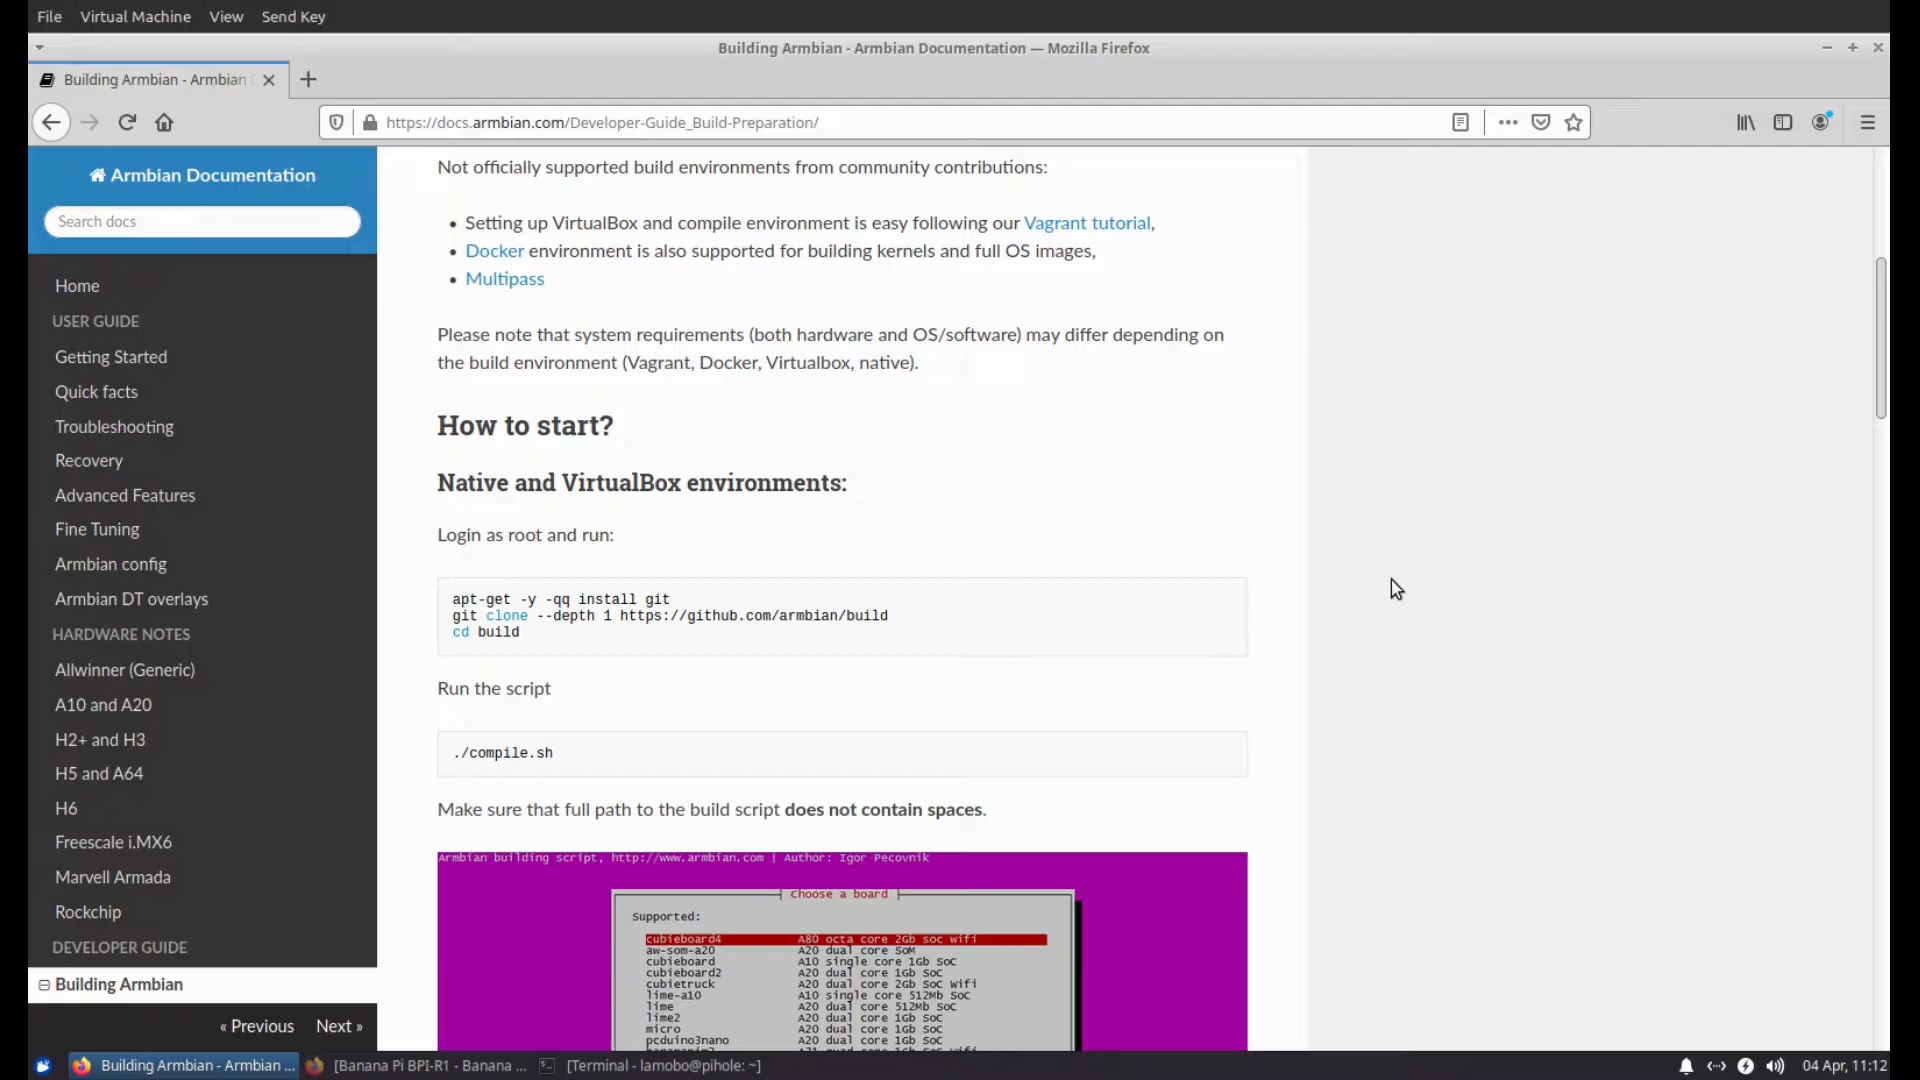 File Virtual Machine View Send Key
Building Armbian - Armbian Documentation — Mozilla Firefox
Building Armbian - Armbian
https://docs.armbian.com/Developer-Guide_Build-Preparation/
Armbian Documentation
Search docs
Home
USER GUIDE
Getting Started
Quick facts
Troubleshooting
Recovery
Advanced Features
Fine Tuning
Armbian config
Armbian DT overlays
HARDWARE NOTES
Allwinner (Generic)
A10 and A20
H2+ and H3
H5 and A64
H6
Freescale i.MX6
Marvell Armada
Rockchip
DEVELOPER GUIDE
Building Armbian
« Previous Next »
Not officially supported build environments from community contributions:
• Setting up VirtualBox and compile environment is easy following our Vagrant tutorial,
• Docker environment is also supported for building kernels and full OS images,
• Multipass
Please note that system requirements (both hardware and OS/software) may differ depending on
the build environment (Vagrant, Docker, Virtualbox, native).
How to start?
Native and VirtualBox environments:
Login as root and run:
apt-get -y -qq install git
git clone --depth 1 https://github.com/armbian/build
cd build
Run the script
./compile.sh
Make sure that full path to the build script does not contain spaces.
Armbian building script, http://www.armbian.com | Author: Igor Pecovnik
Choose a board
Supported:
cubieboard4 A80 octa core 2Gb soc wifi
aw-som-a20 A20 dual core SoM
cubieboard A10 single core 1Gb SoC
cubieboard2 A20 dual core 1Gb SoC
cubietruck A20 dual core 2Gb SoC wifi
lime-a10 A10 single core 512Mb SoC
lime A20 dual core 512Mb SoC
lime2 A20 dual core 1Gb SoC
micro A20 dual core 1Gb SoC
pcduino3nano A20 dual core 1Gb SoC
Building Armbian - Armbian ... [Banana Pi BPI-R1 - Banana ... [Terminal - lamobo@pihole: ~] 04 Apr, 11:12